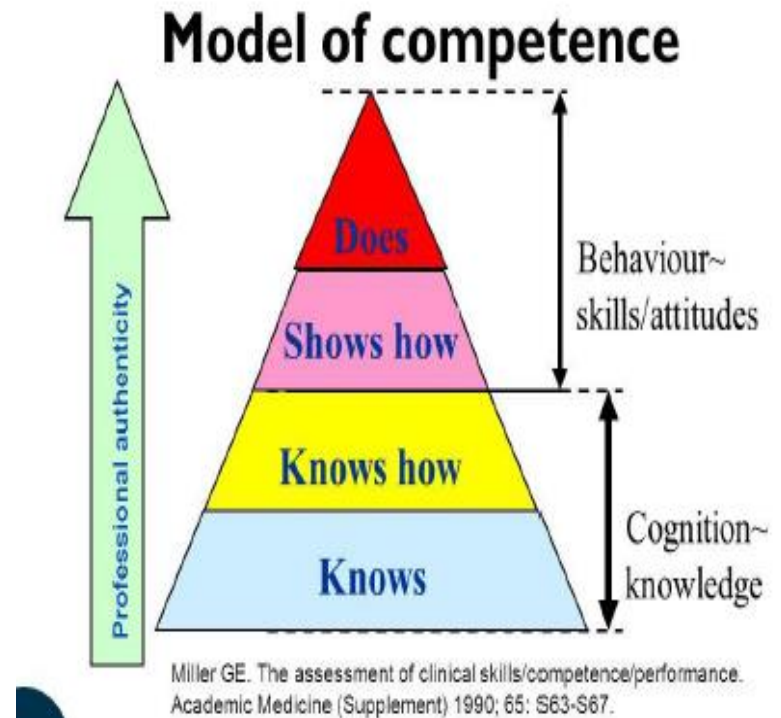 Model of competence
Professional authenticity
Does
Shows how
Knows how
Knows
Behaviour~
skills/attitudes
Cognition~
knowledge
Miller GE. The assessment of clinical skills/competence/performance.
Academic Medicine (Supplement) 1990; 65: S63-S67.